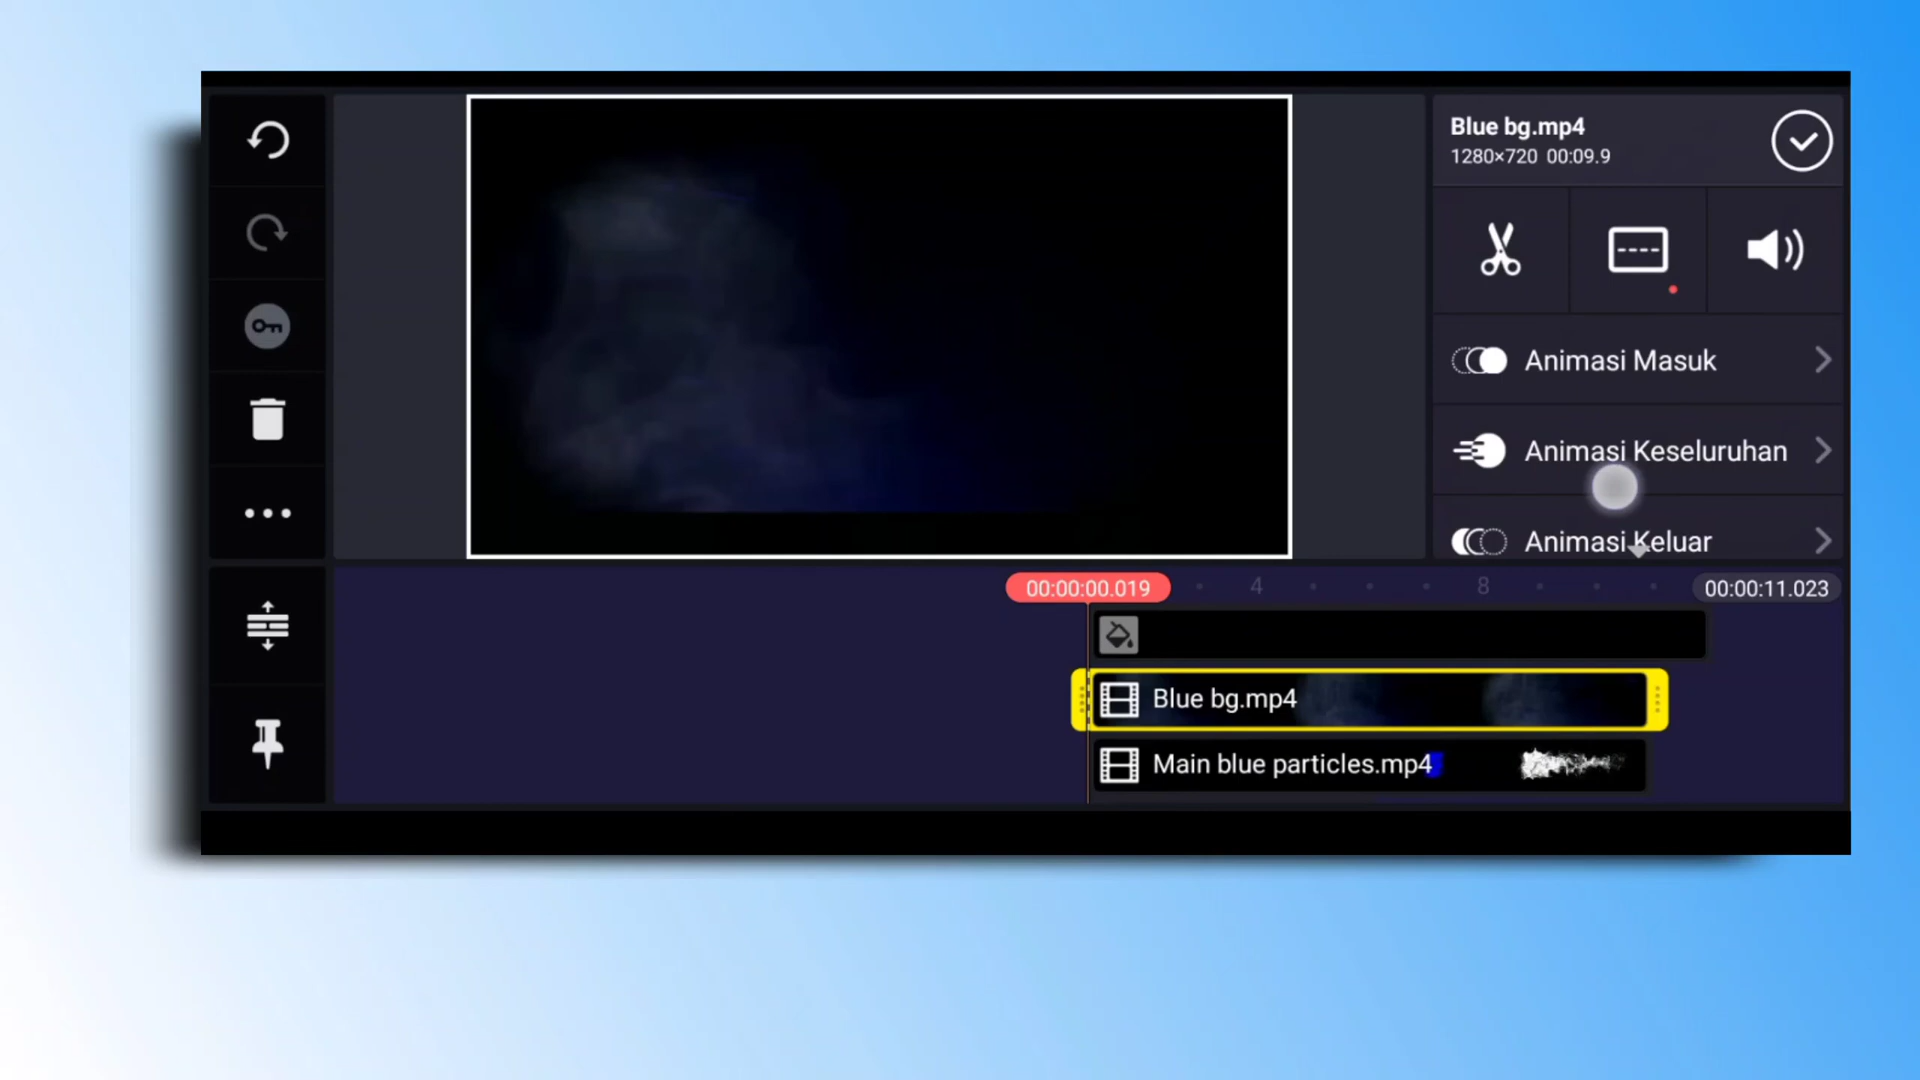 Blue bg.mp4
1280×720 00:09.9
Animasi Masuk
Animasi Keseluruhan
Animasi Keluar
00:00:00.019
4
8
00:00:11.023
Blue bg.mp4
Main blue particles.mp4